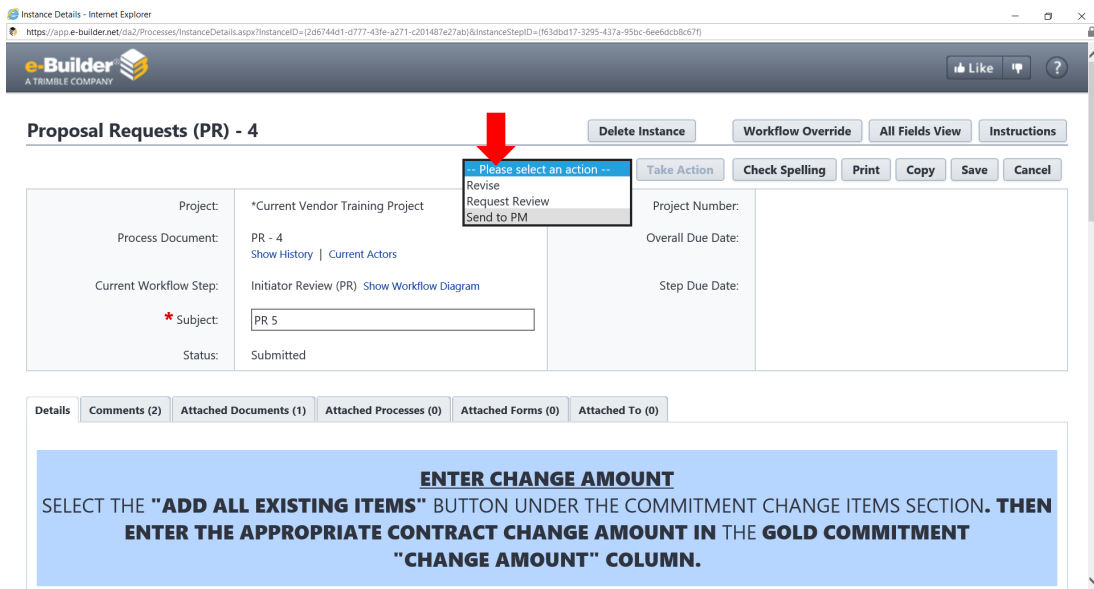 Instance Details - Internet Explorer
https://app.e-builder.net/da2/Processes/InstanceDetails.aspx?InstanceID={2d6744d1-d777-43fe-a271-c201487e27ab}&InstanceStepID={f63dbd17-3295-437a-95bc-6ee6dcb8c67f}
e-Builder
A TRIMBLE COMPANY
Like
?
Proposal Requests (PR) - 4
Delete Instance
Workflow Override
All Fields View
Instructions
-- Please select an action --
Take Action
Check Spelling
Print
Copy
Save
Cancel
Revise
Request Review
Send to PM
Project: *Current Vendor Training Project
Project Number:
Process Document: PR - 4
Overall Due Date:
Show History | Current Actors
Current Workflow Step: Initiator Review (PR) Show Workflow Diagram
Step Due Date:
* Subject: PR 5
Status: Submitted
Details
Comments (2)
Attached Documents (1)
Attached Processes (0)
Attached Forms (0)
Attached To (0)
ENTER CHANGE AMOUNT
SELECT THE "ADD ALL EXISTING ITEMS" BUTTON UNDER THE COMMITMENT CHANGE ITEMS SECTION. THEN
ENTER THE APPROPRIATE CONTRACT CHANGE AMOUNT IN THE GOLD COMMITMENT
"CHANGE AMOUNT" COLUMN.